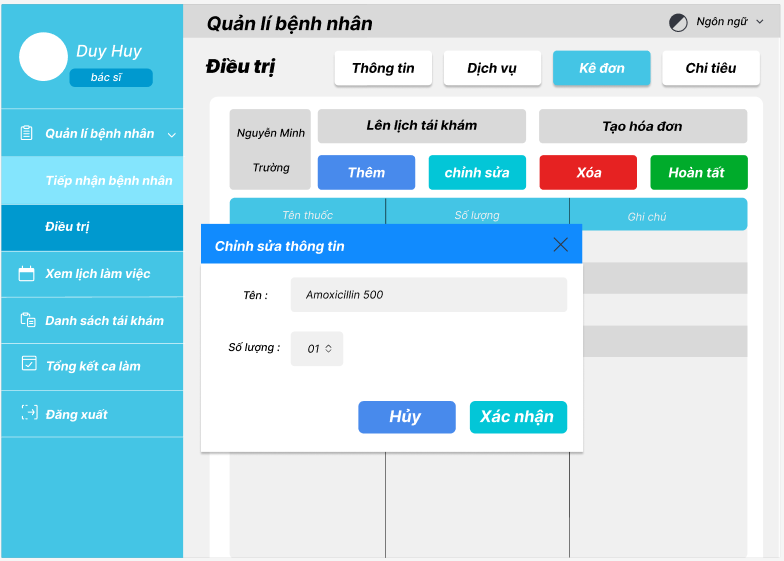 Quản lí bệnh nhân
Ngôn ngữ
Duy Huy
bác sĩ
Điều trị
Thông tin
Dịch vụ
Kê đơn
Chi tiêu
Quản lí bệnh nhân
Tiếp nhận bệnh nhân
Điều trị
Xem lịch làm việc
Danh sách tái khám
Tổng kết ca làm
Đăng xuất
Nguyễn Minh
Trường
Lên lịch tái khám
Tạo hóa đơn
Thêm
chỉnh sửa
Xóa
Hoàn tất
Tên thuốc
Số lượng
Ghi chú
Chỉnh sửa thông tin
Tên :
Amoxicillin 500
Số lượng :
01
Hủy
Xác nhận